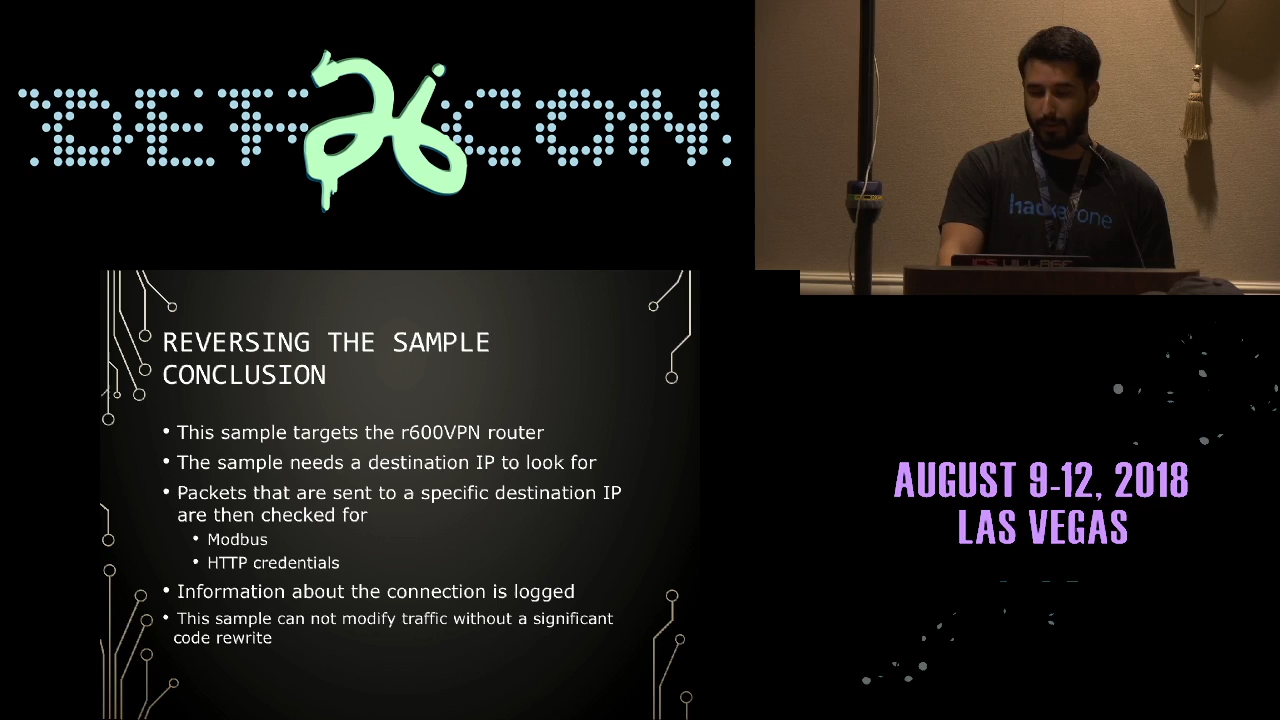 DEF CON
26
hackerone
ICS VILLAGE
REVERSING THE SAMPLE
CONCLUSION
• This sample targets the r600VPN router
• The sample needs a destination IP to look for
• Packets that are sent to a specific destination IP
are then checked for
• Modbus
• HTTP credentials
• Information about the connection is logged
• This sample can not modify traffic without a significant
code rewrite
AUGUST 9-12, 2018
LAS VEGAS